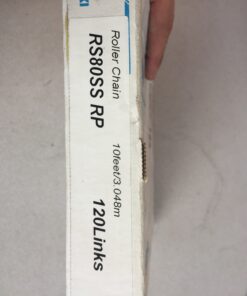 Roller Chain 10feet/3.048m
RS80SS RP 120Links